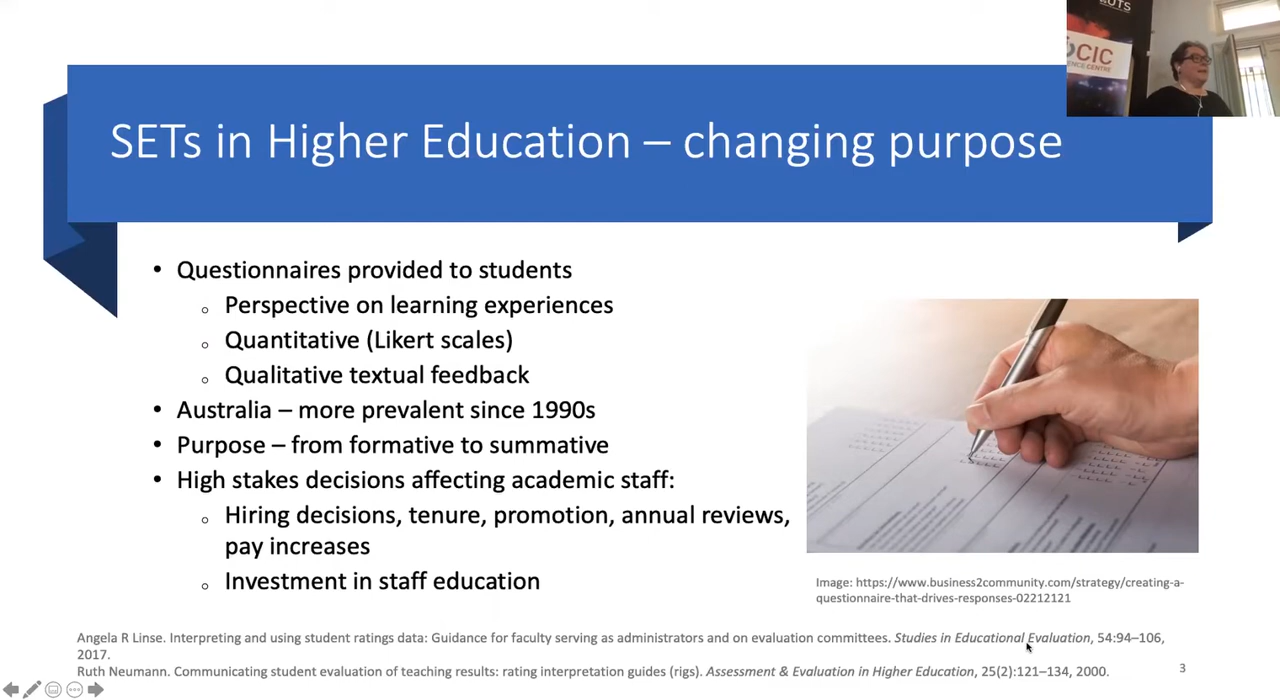 UTS
CIC
ENCE CENTRE
SETs in Higher Education – changing purpose
• Questionnaires provided to students
o Perspective on learning experiences
o Quantitative (Likert scales)
o Qualitative textual feedback
• Australia – more prevalent since 1990s
• Purpose – from formative to summative
• High stakes decisions affecting academic staff:
o Hiring decisions, tenure, promotion, annual reviews,
pay increases
o Investment in staff education
Image: https://www.business2community.com/strategy/creating-a-
questionnaire-that-drives-responses-02212121
Angela R Linse. Interpreting and using student ratings data: Guidance for faculty serving as administrators and on evaluation committees. Studies in Educational Evaluation, 54:94–106,
2017.
Ruth Neumann. Communicating student evaluation of teaching results: rating interpretation guides (rigs). Assessment & Evaluation in Higher Education, 25(2):121–134, 2000.
3